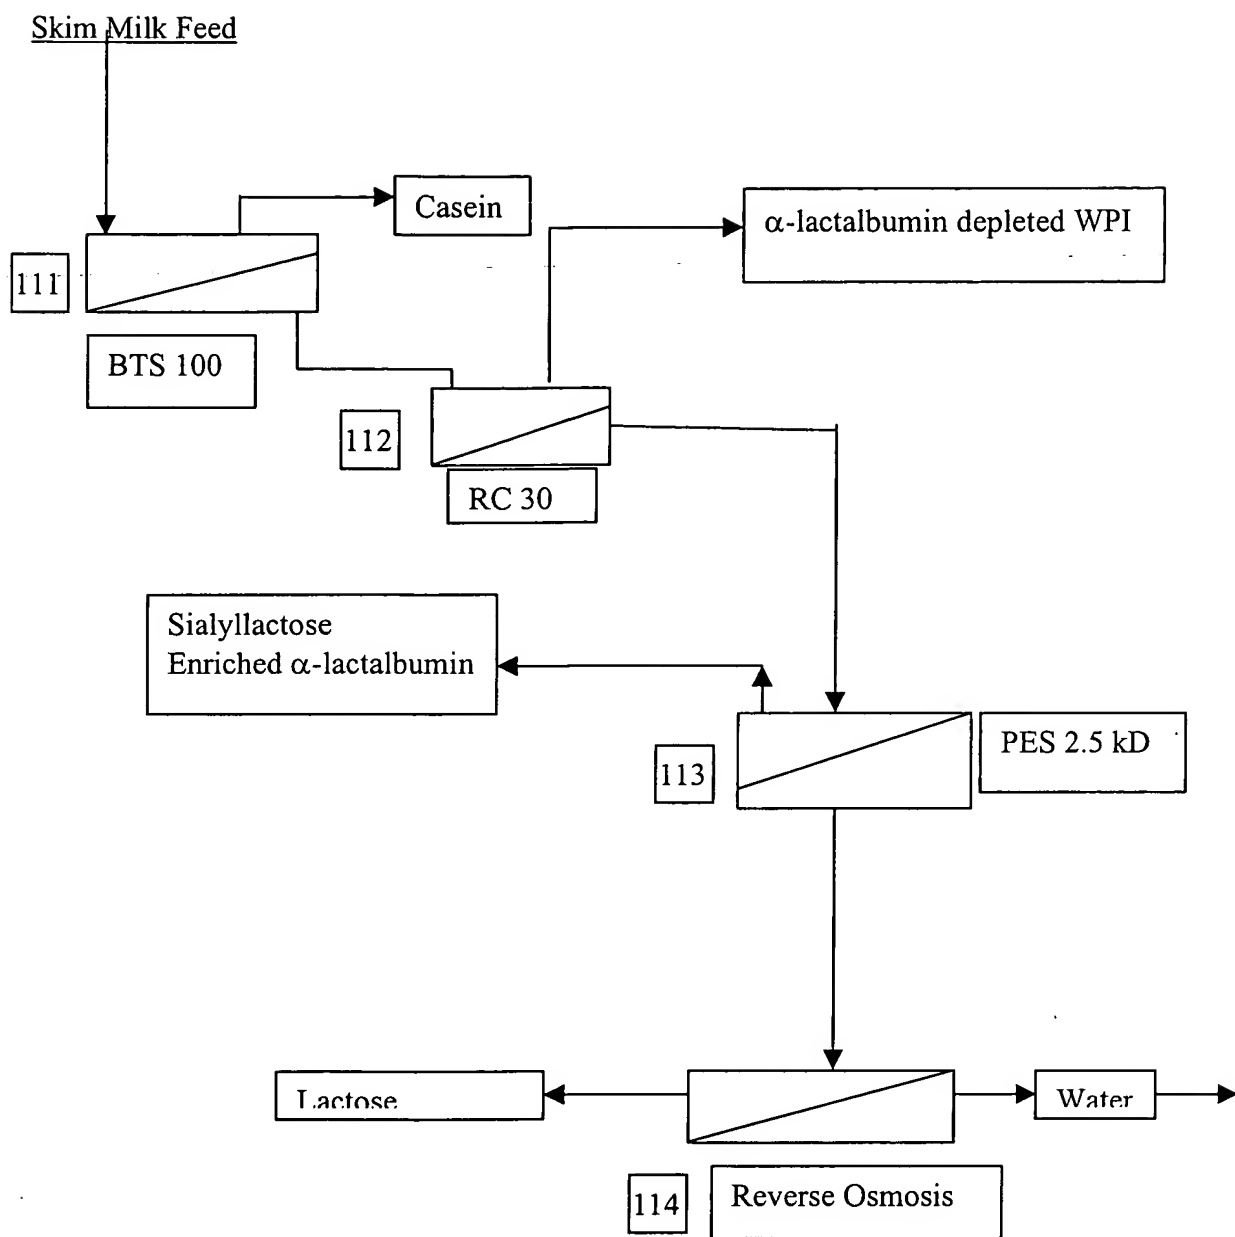 Skim Milk Feed
Casein
α-lactalbumin depleted WPI
111
BTS 100
112
RC 30
Sialyllactose
Enriched α-lactalbumin
113
PES 2.5 kD
Lactose
Water
114
Reverse Osmosis